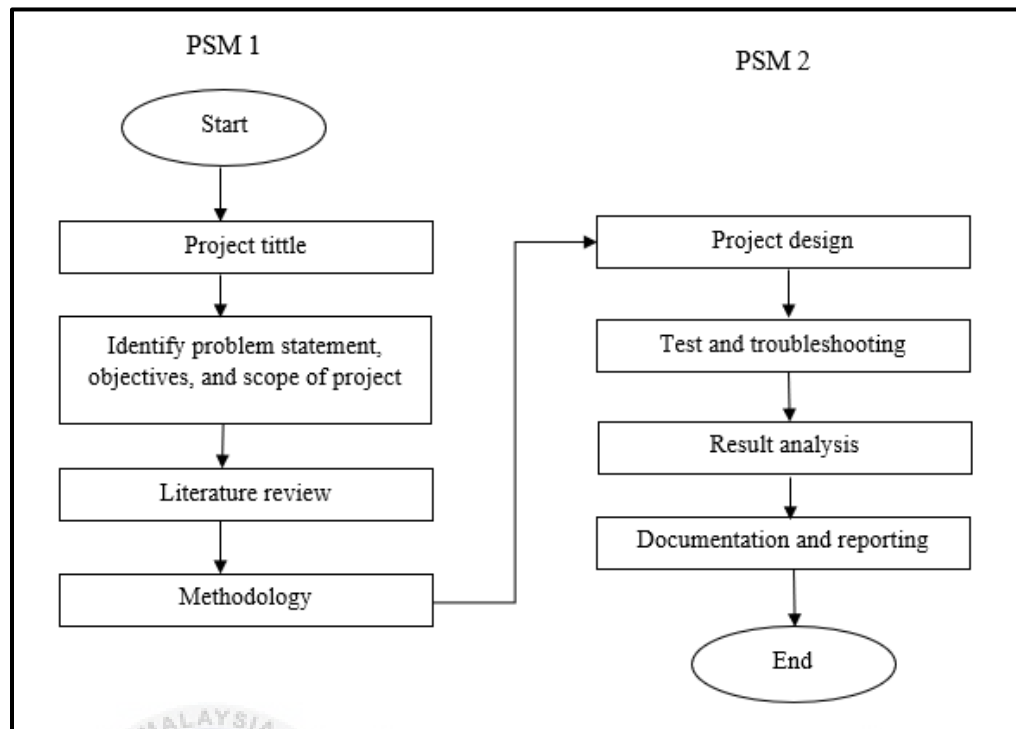 PSM 1
Start
Project tittle
Identify problem statement,
objectives, and scope of project
Literature review
Methodology
PSM 2
Project design
Test and troubleshooting
Result analysis
Documentation and reporting
End
MALAYSIA